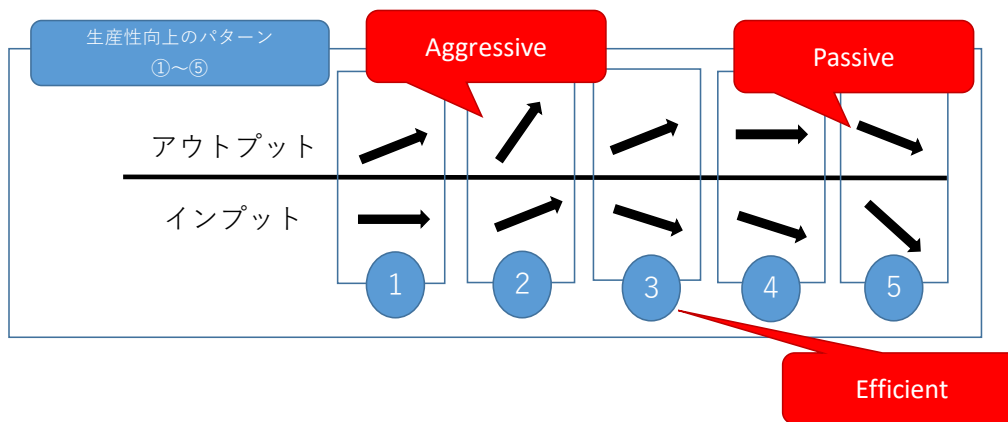 生産性向上のパターン
①～⑤
Aggressive
Passive
アウトプット
インプット
1
2
3
4
5
Efficient